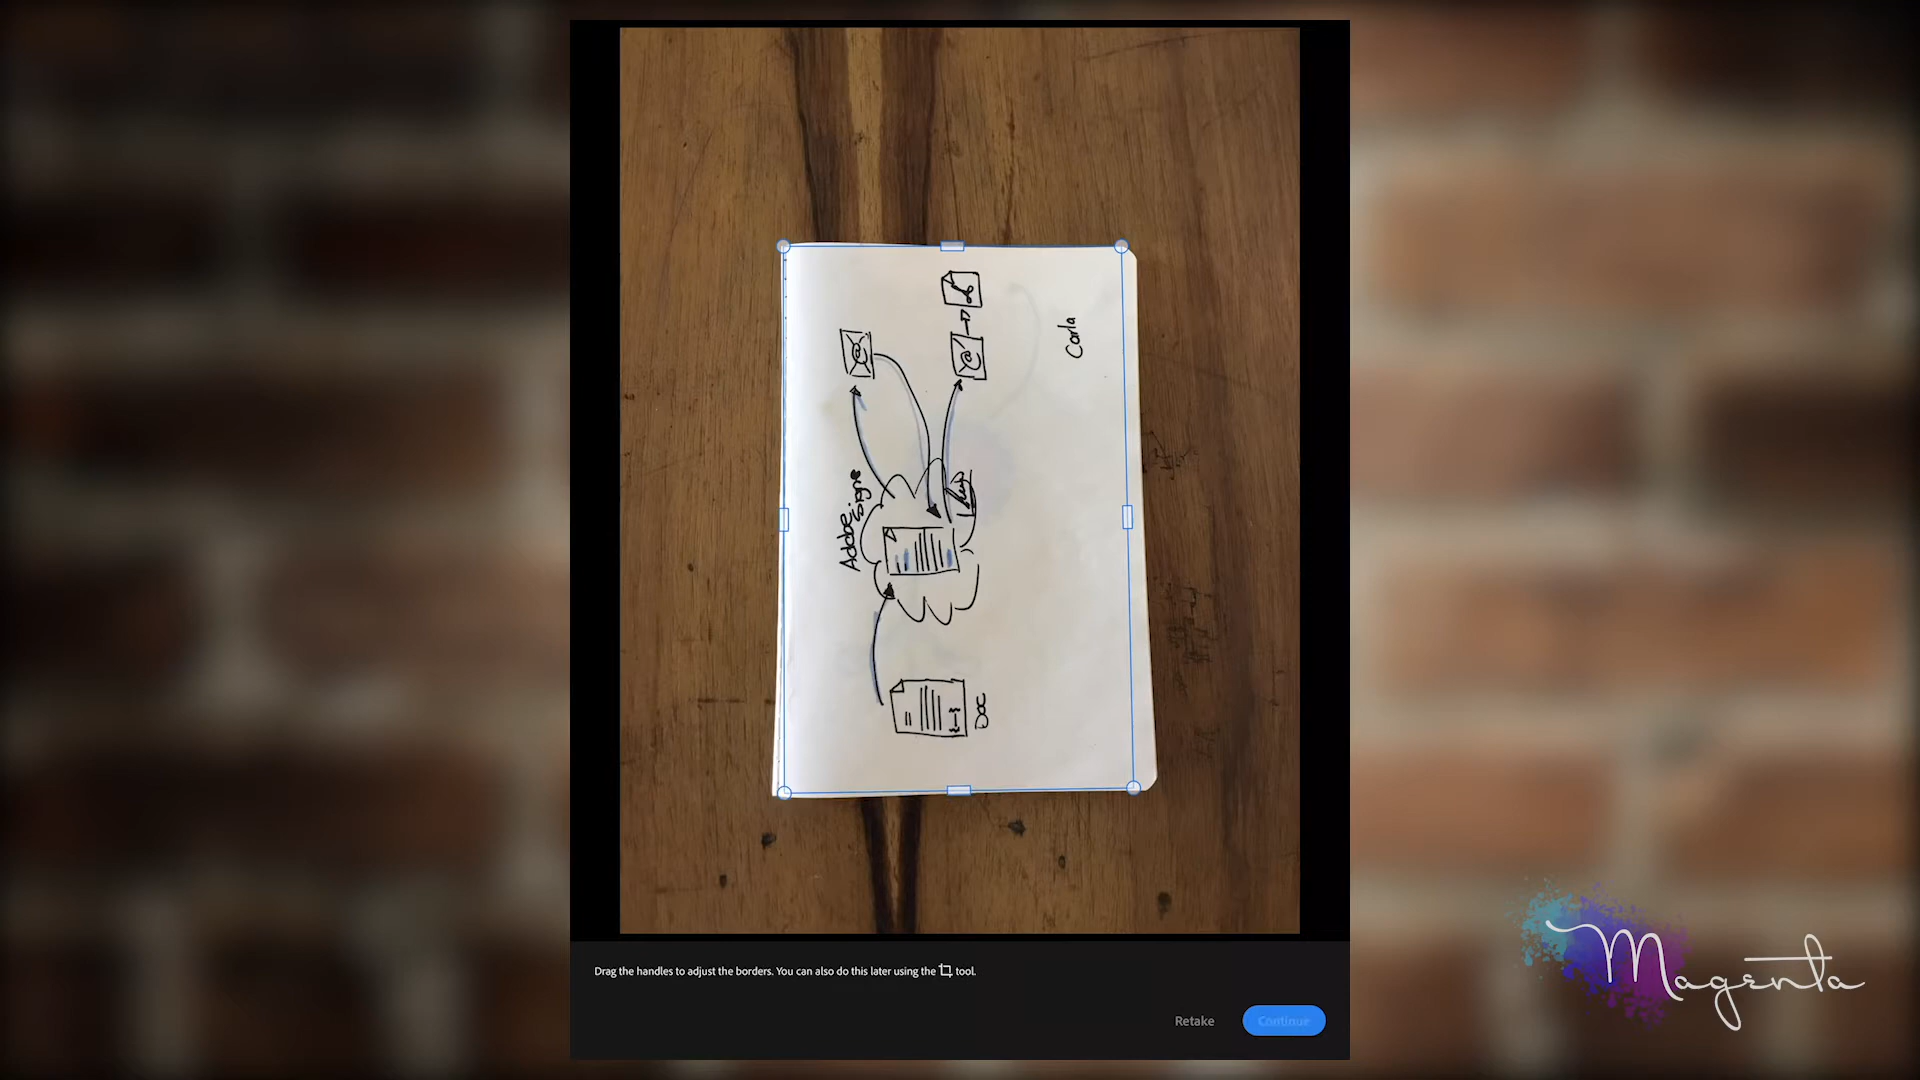 Carla
Adobe
Signe
@
@
Doc
Drag the handles to adjust the borders. You can also do this later using the tool.
Retake
Continue
Magenta